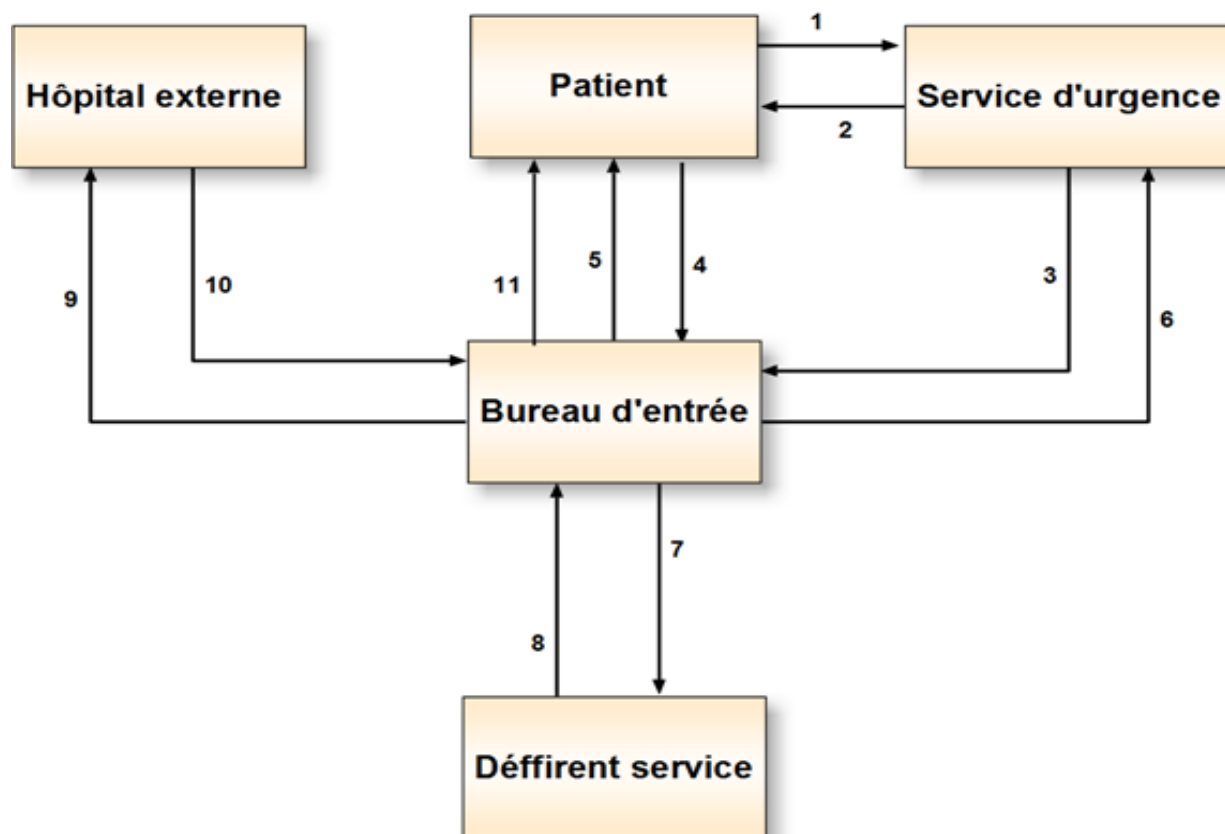 1
Hôpital externe
Patient
Service d'urgence
2
9
10
11
5
4
3
6
Bureau d'entrée
8
7
Déffirent service